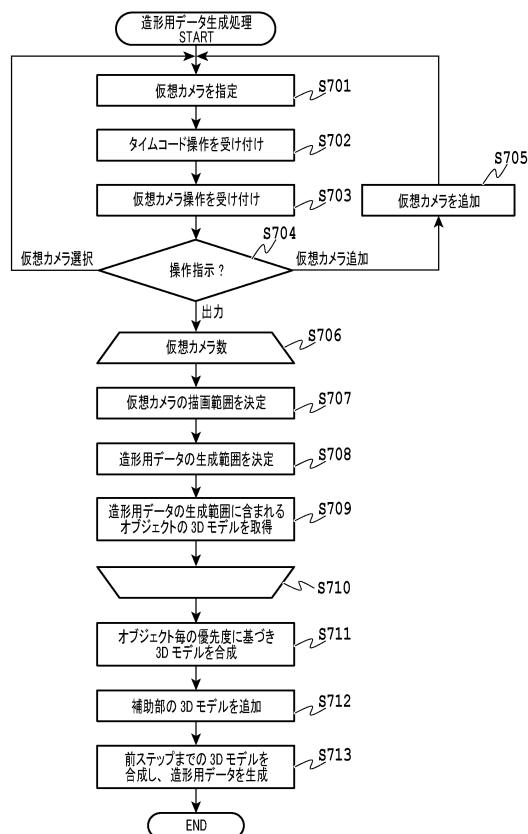 造形用データ生成処理
START
仮想カメラを指定
S701
タイムコード操作を受け付け
S702
仮想カメラ操作を受け付け
S703
仮想カメラを追加
S705
操作指示？
S704
仮想カメラ選択
仮想カメラ追加
出力
仮想カメラ数
S706
仮想カメラの描画範囲を決定
S707
造形用データの生成範囲を決定
S708
造形用データの生成範囲に含まれる
オブジェクトの3Dモデルを取得
S709
S710
オブジェクト毎の優先度に基づき
3Dモデルを合成
S711
補助部の3Dモデルを追加
S712
前ステップまでの3Dモデルを
合成し、造形用データを生成
S713
END